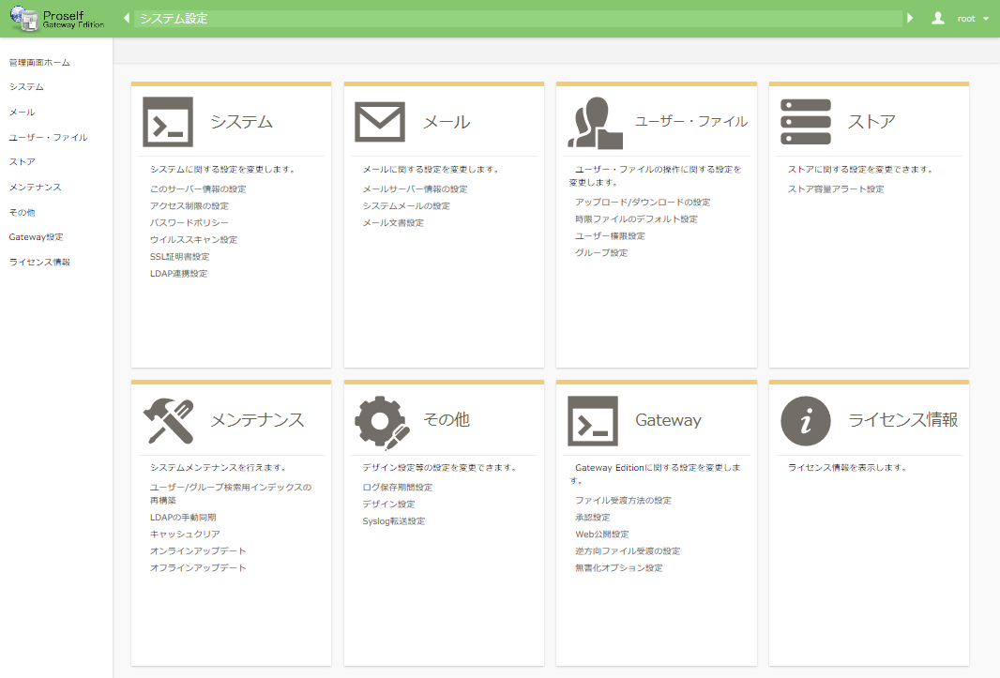 Proself
Gateway Edition
システム設定
root
管理画面ホーム
システム
メール
ユーザー・ファイル
ストア
メンテナンス
その他
Gateway設定
ライセンス情報
システム
システムに関する設定を変更します。
このサーバー情報の設定
アクセス制限の設定
パスワードポリシー
ウイルススキャン設定
SSL証明書設定
LDAP連携設定
メール
メールに関する設定を変更します。
メールサーバー情報の設定
システムメールの設定
メール文書設定
ユーザー・ファイル
ユーザー・ファイルの操作に関する設定を
変更します。
アップロード/ダウンロードの設定
時限ファイルのデフォルト設定
ユーザー権限設定
グループ設定
ストア
ストアに関する設定を変更できます。
ストア容量アラート設定
メンテナンス
システムメンテナンスを行えます。
ユーザー/グループ検索用インデックスの
再構築
LDAPの手動同期
キャッシュクリア
オンラインアップデート
オフラインアップデート
その他
デザイン設定等の設定を変更できます。
ログ保存期間設定
デザイン設定
Syslog転送設定
Gateway
Gateway Editionに関する設定を変更しま
す。
ファイル受渡方法の設定
承認設定
Web公開設定
逆方向ファイル受渡の設定
無害化オプション設定
ライセンス情報
ライセンス情報を表示します。